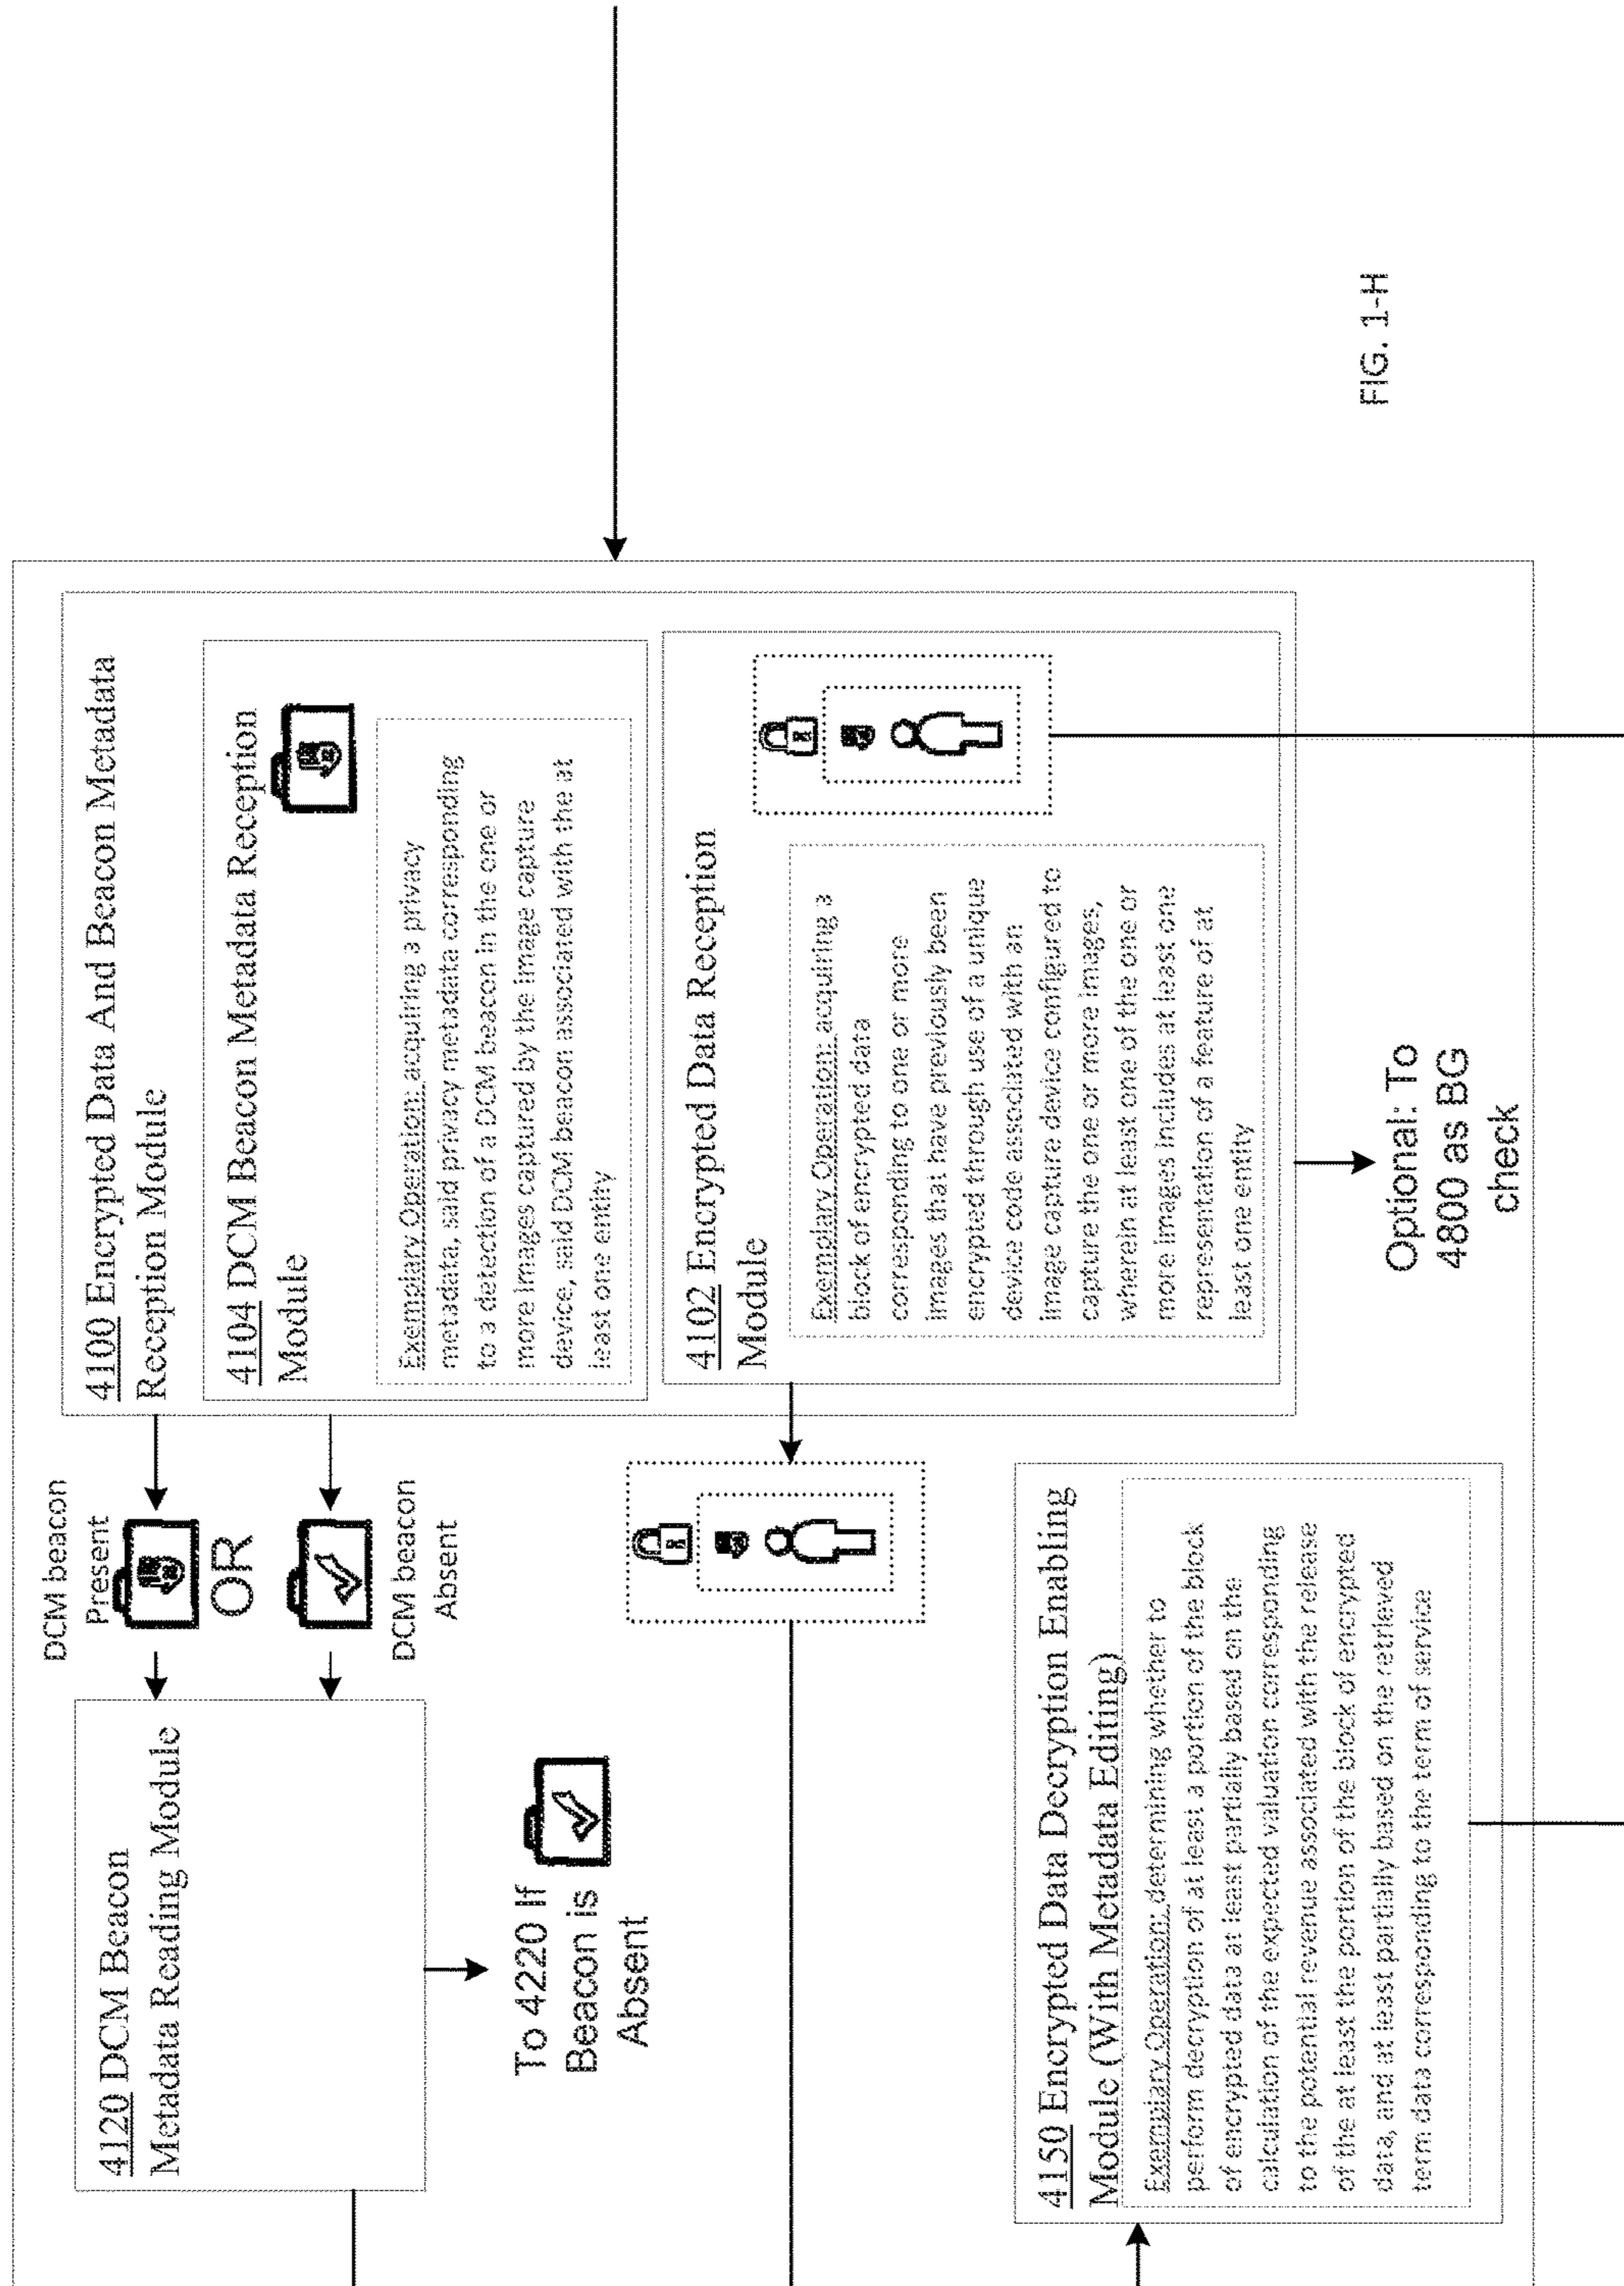 4100 Encrypted Data And Beacon Metadata
Reception Module
4104 DCM Beacon Metadata Reception
Module
Exemplary Operation: acquiring a privacy
metadata, said privacy metadata corresponding
to a detection of a DCM beacon in the one or
more images captured by the image capture
device, said DCM beacon associated with the at
least one entity
4102 Encrypted Data Reception
Module
Exemplary Operation: acquiring a
block of encrypted data
corresponding to one or more
images that have previously been
encrypted through use of a unique
device code associated with an
image capture device configured to
capture the one or more images,
wherein at least one of the one or
more images includes at least one
representation of a feature of at
least one entity
Optional: To
4800 as BG
check
DCM beacon
Present
OR
DCM beacon
Absent
4120 DCM Beacon
Metadata Reading Module
To 4220 If
Beacon is
Absent
4150 Encrypted Data Decryption Enabling
Module (With Metadata Editing)
Exemplary Operation: determining whether to
perform decryption of at least a portion of the block
of encrypted data at least partially based on the
calculation of the expected valuation corresponding
to the potential revenue associated with the release
of the at least the portion of the block of encrypted
data, and at least partially based on the retrieved
term data corresponding to the term of service
FIG. 1-H